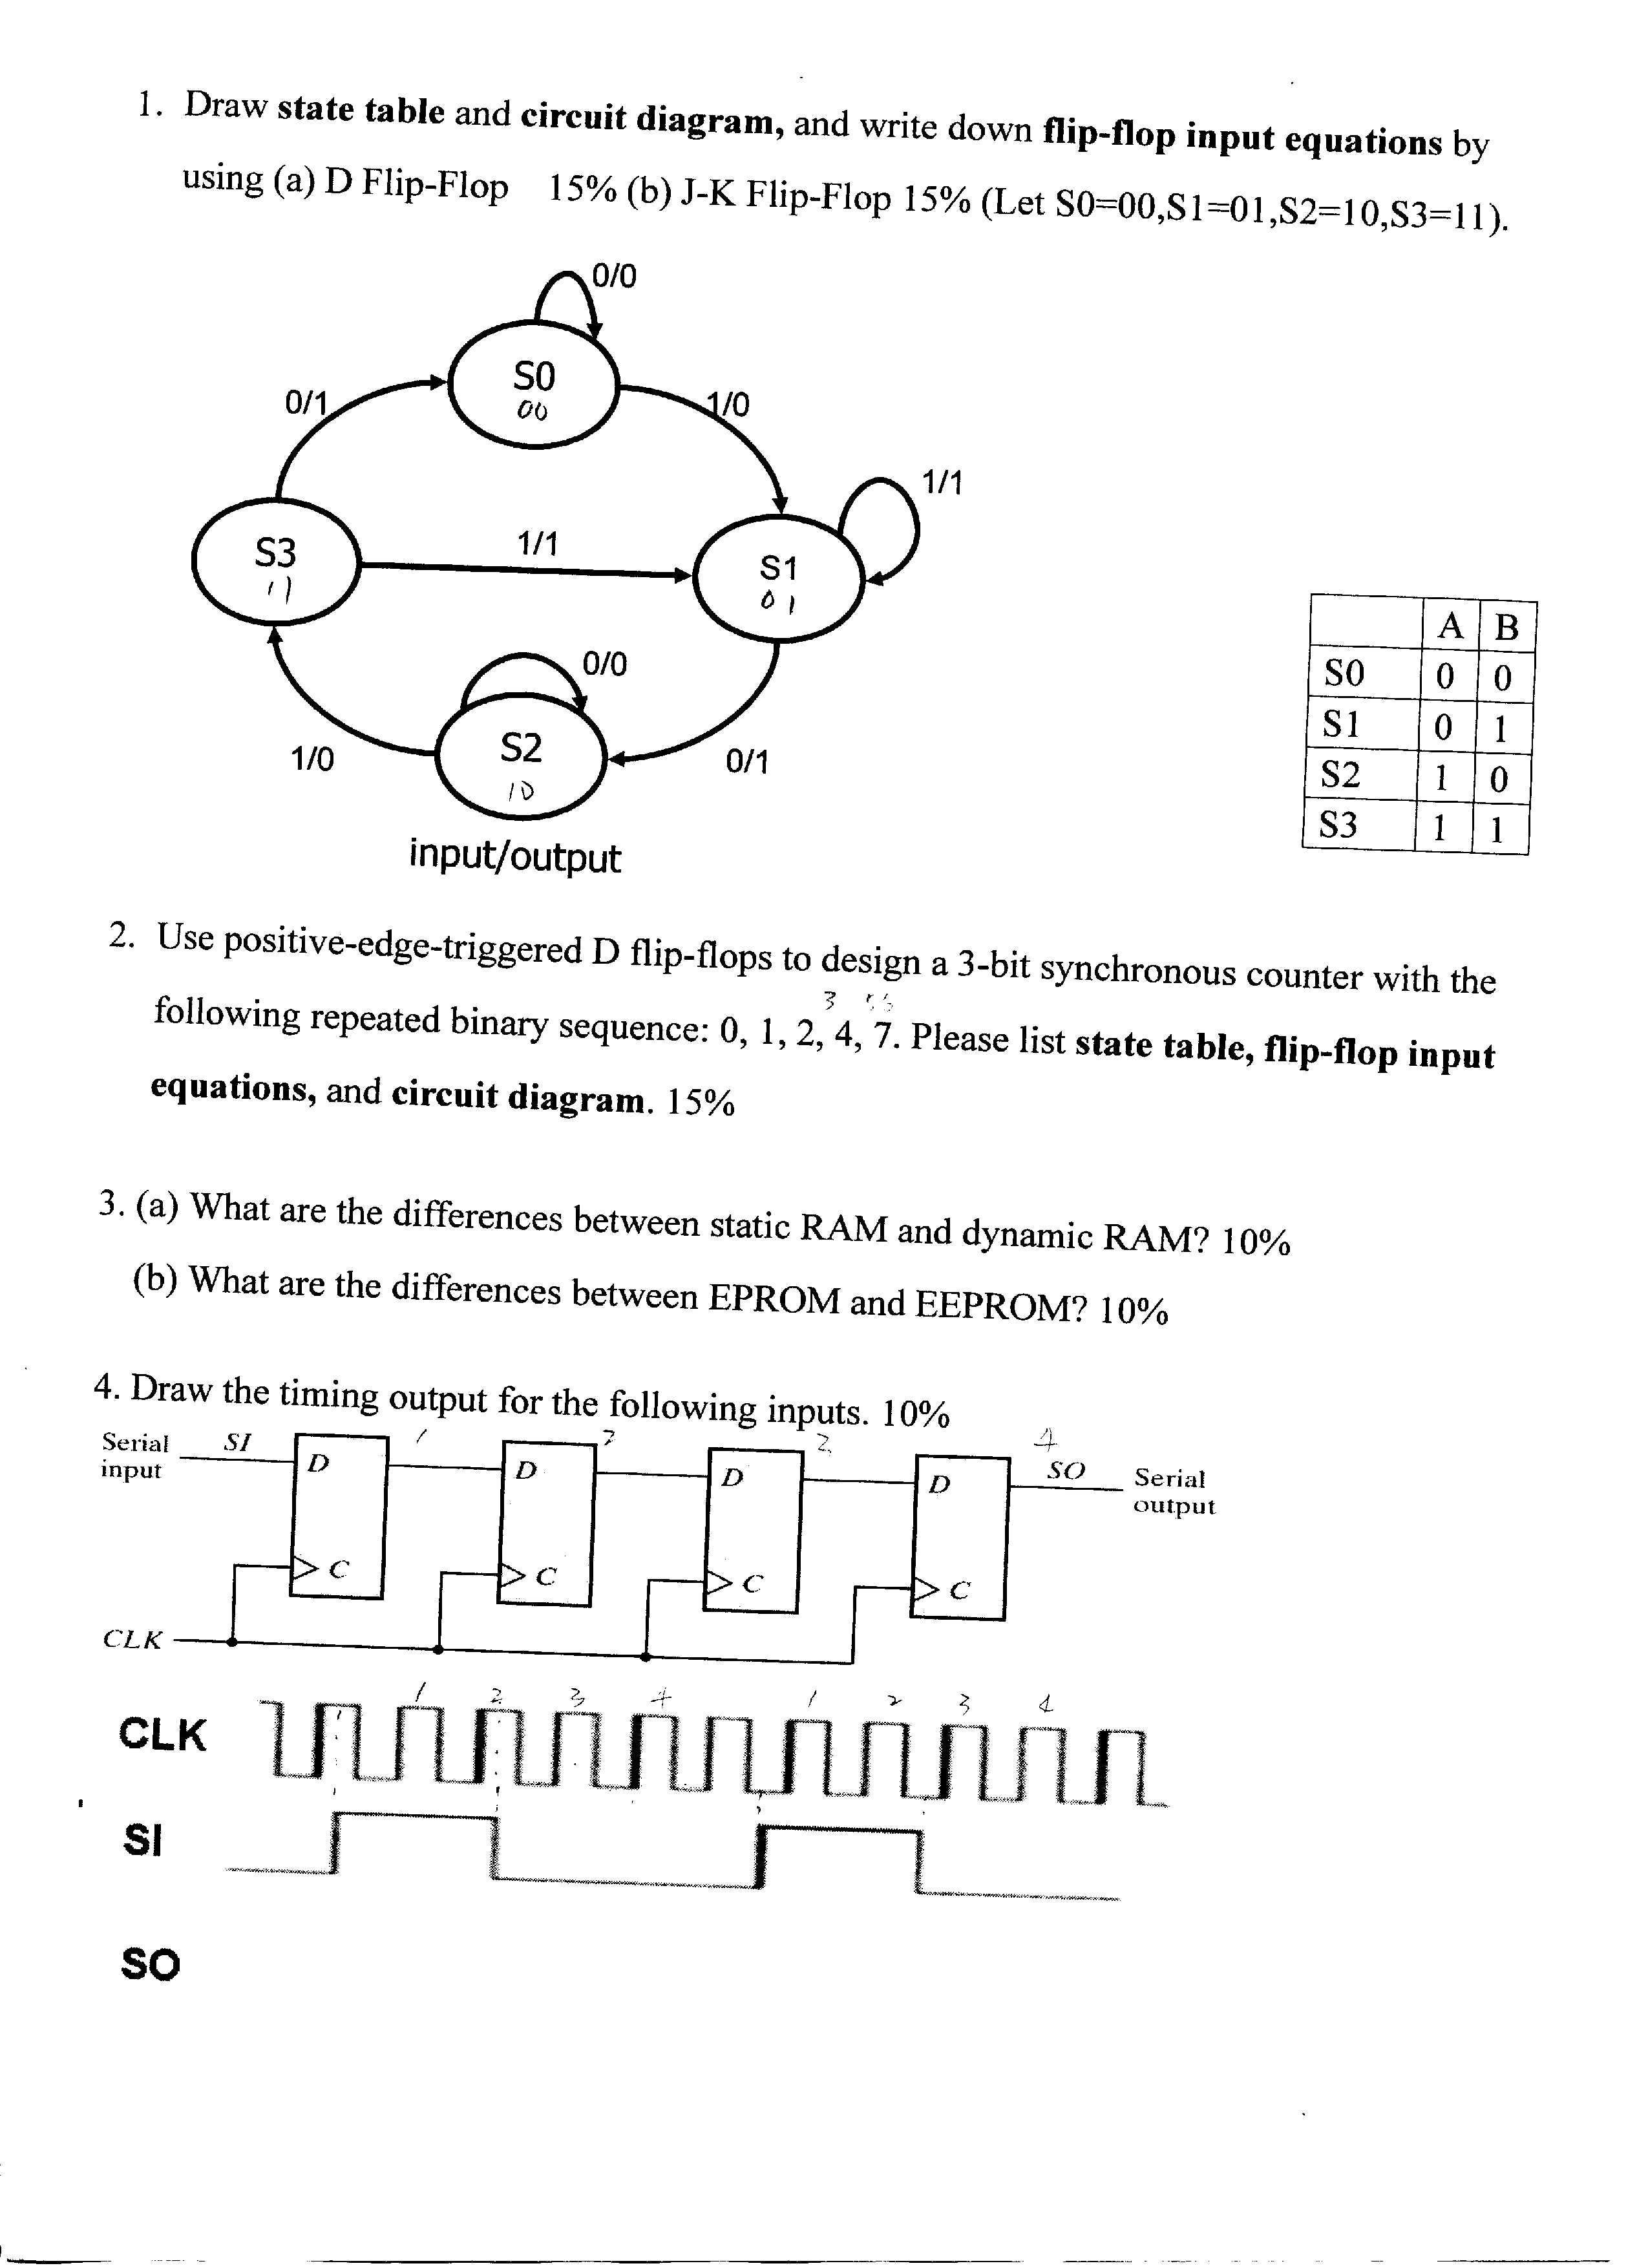 1. Draw state table and circuit diagram, and write down flip-flop input equations by
using (a) D Flip-Flop 15% (b) J-K Flip-Flop 15% (Let S0=00,S1=01,S2=10,S3=11).
0/0
S0
00
0/1
1/0
1/1
S3
11
1/1
S1
01
0/0
S2
10
1/0
0/1
input/output
A B
S0 0 0
S1 0 1
S2 1 0
S3 1 1
2. Use positive-edge-triggered D flip-flops to design a 3-bit synchronous counter with the
3
following repeated binary sequence: 0, 1, 2, 4, 7. Please list state table, flip-flop input
equations, and circuit diagram. 15%
3. (a) What are the differences between static RAM and dynamic RAM? 10%
(b) What are the differences between EPROM and EEPROM? 10%
4. Draw the timing output for the following inputs. 10%
Serial
input
SI
D
C
1
D
C
2
D
C
2
D
C
4
SO
Serial
output
CLK
1 2 3 4 1 2 3 4
CLK
SI
SO